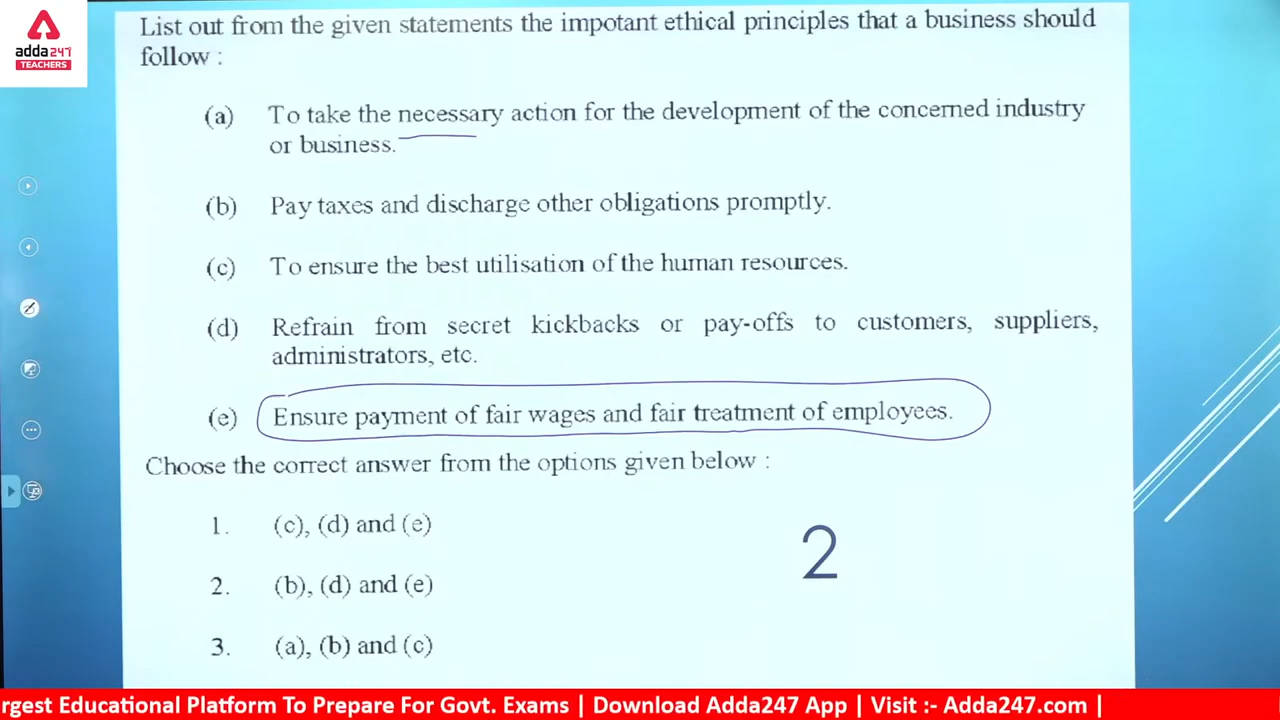 adda247
TEACHERS
List out from the given statements the impotant ethical principles that a business should
follow :
(a) To take the necessary action for the development of the concerned industry
or business.
(b) Pay taxes and discharge other obligations promptly.
(c) To ensure the best utilisation of the human resources.
(d) Refrain from secret kickbacks or pay-offs to customers, suppliers,
administrators, etc.
(e) Ensure payment of fair wages and fair treatment of employees.
Choose the correct answer from the options given below :
1. (c), (d) and (e)
2. (b), (d) and (e)
2
3. (a), (b) and (c)
rgest Educational Platform To Prepare For Govt. Exams | Download Adda247 App | Visit :- Adda247.com |